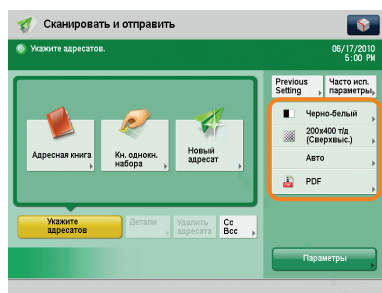 Сканировать и отправить
Укажите адресатов.
06/17/2010
5:00 PM
Previous
Setting
Часто исп.
параметры
Адресная книга
Кн. однокн.
набора
Новый
адресат
Черно-белый
200x400 т/д
(Сверхвыс.)
Авто
PDF
Укажите
адресатов
Детали
Удалить
адресата
Cc
Bcc
Параметры